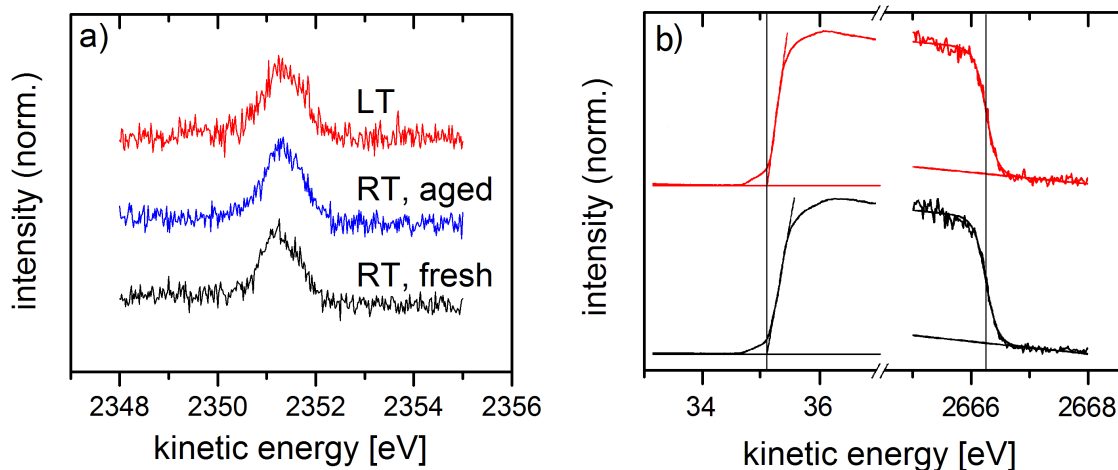 a)
LT
RT, aged
RT, fresh
intensity (norm.)
2348 2350 2352 2354 2356
kinetic energy [eV]
b)
intensity (norm.)
34 36 2666 2668
kinetic energy [eV]